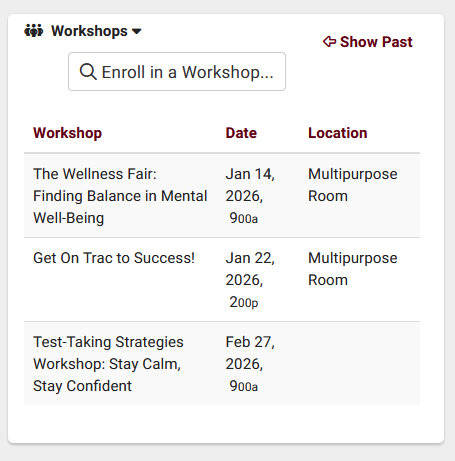 Workshops
Show Past
Enroll in a Workshop...
Workshop Date Location
The Wellness Fair: Jan 14, Multipurpose
Finding Balance in Mental 2026, Room
Well-Being 900a
Get On Trac to Success! Jan 22, Multipurpose
2026, Room
200p
Test-Taking Strategies Feb 27,
Workshop: Stay Calm, 2026,
Stay Confident 900a